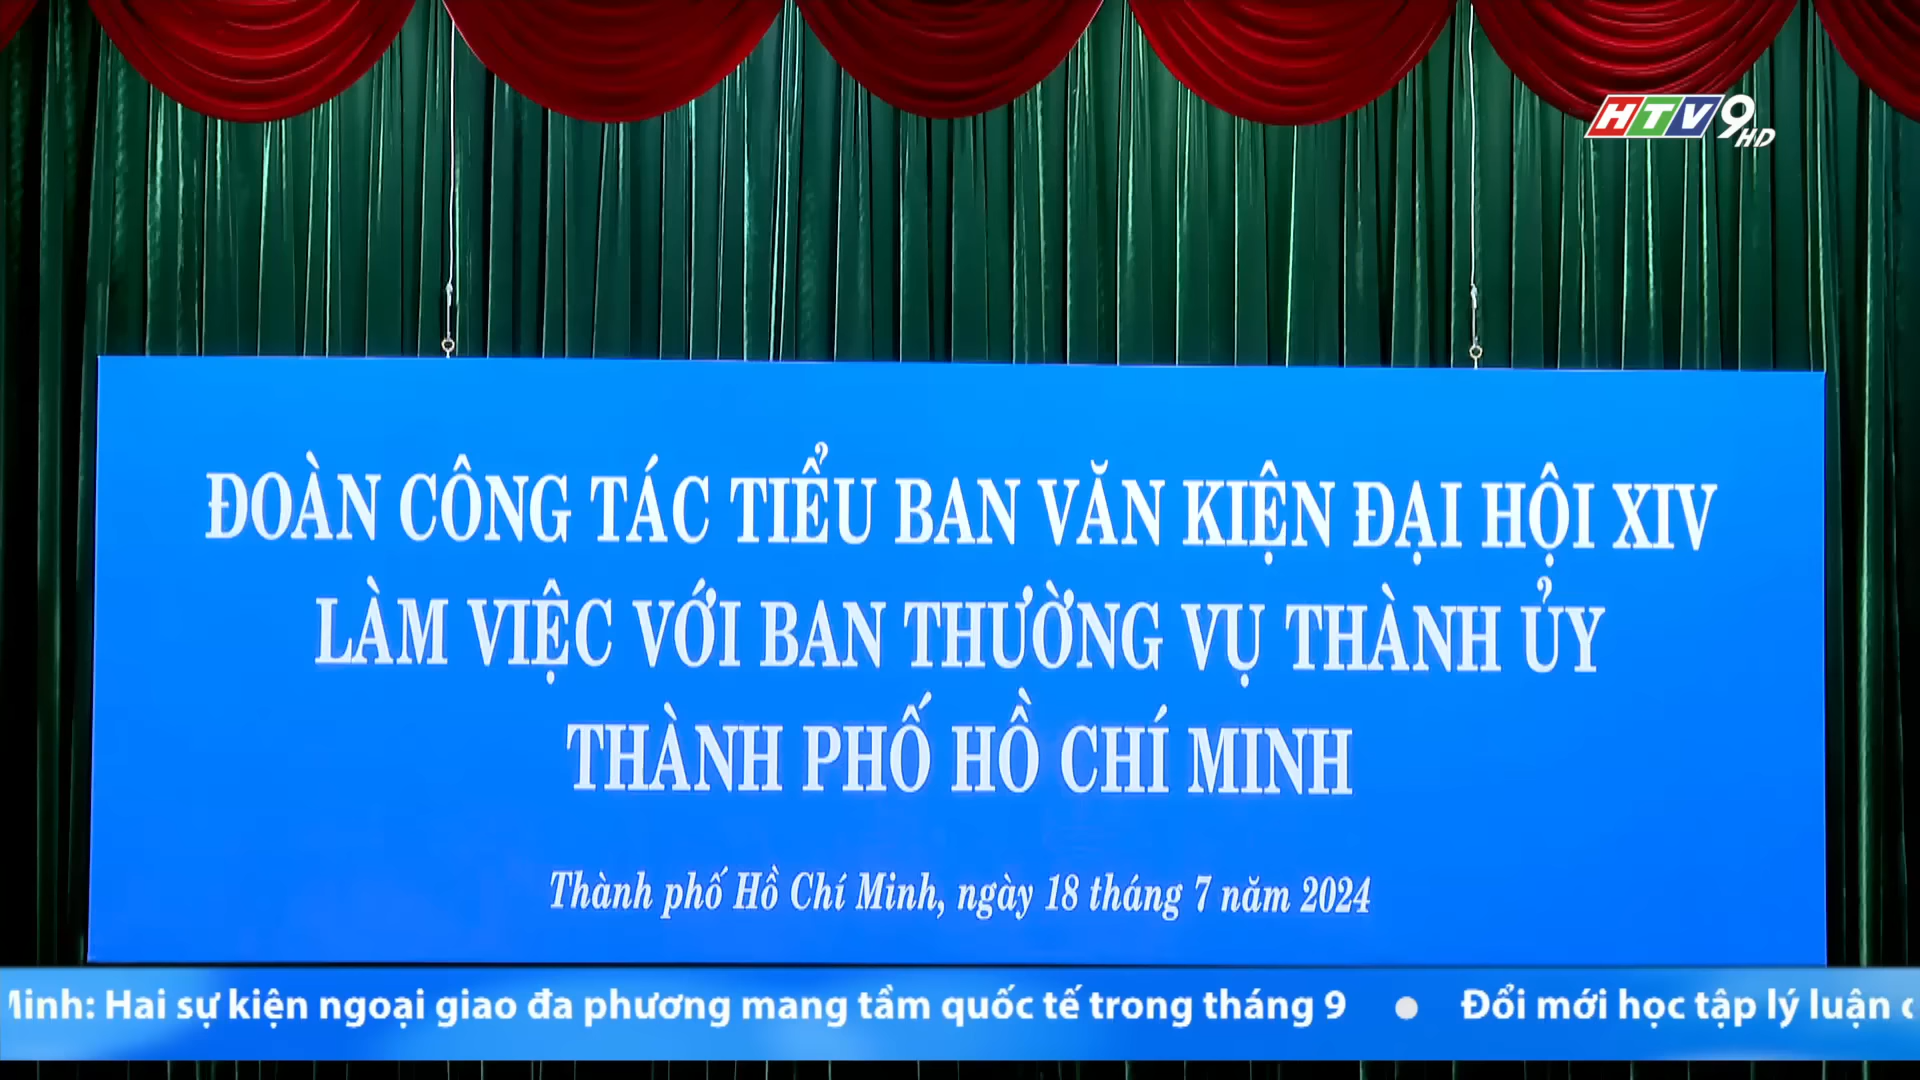 HTV9 HD
ĐOÀN CÔNG TÁC TIỂU BAN VĂN KIỆN ĐẠI HỘI XIV
LÀM VIỆC VỚI BAN THƯỜNG VỤ THÀNH ỦY
THÀNH PHỐ HỒ CHÍ MINH
Thành phố Hồ Chí Minh, ngày 18 tháng 7 năm 2024
Minh: Hai sự kiện ngoại giao đa phương mang tầm quốc tế trong tháng 9 ● Đổi mới học tập lý luận